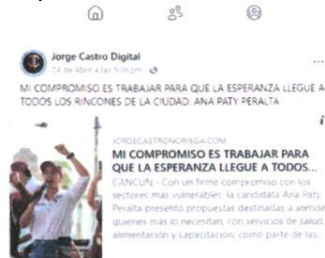 Jorge Castro Digital
24 de Abril a las 5:06 pm
MI COMPROMISO ES TRABAJAR PARA QUE LA ESPERANZA LLEGUE A
TODOS LOS RINCONES DE LA CIUDAD: ANA PATY PERALTA
JORGECASTRONORIEGA.COM
MI COMPROMISO ES TRABAJAR PARA
QUE LA ESPERANZA LLEGUE A TODOS...
CANCÚN - Con un firme compromiso con los
sectores más vulnerables, la candidata Ana Paty
Peralta presentó propuestas destinadas a atende
quienes más lo necesitan, con servicios de salud
alimentación y capacitación, como parte de las...